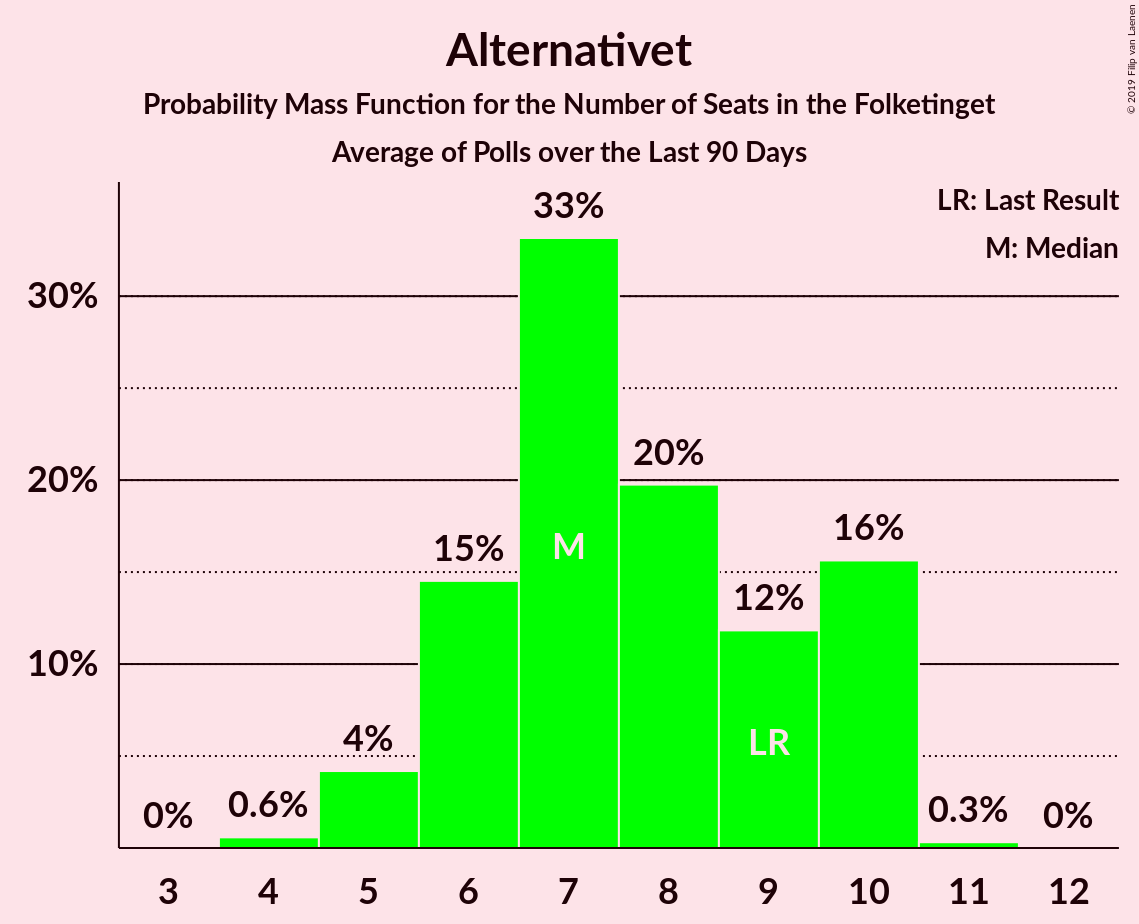 Alternativet
Probability Mass Function for the Number of Seats in the Folketinget
Average of Polls over the Last 90 Days
© 2019 Filip van Laenen
LR: Last Result
M: Median
33%
30%
20%
20%
16%
15%
M
12%
10%
LR
4%
0.6%
0.3%
0%
0%
3 4 5 6 7 8 9 10 11 12